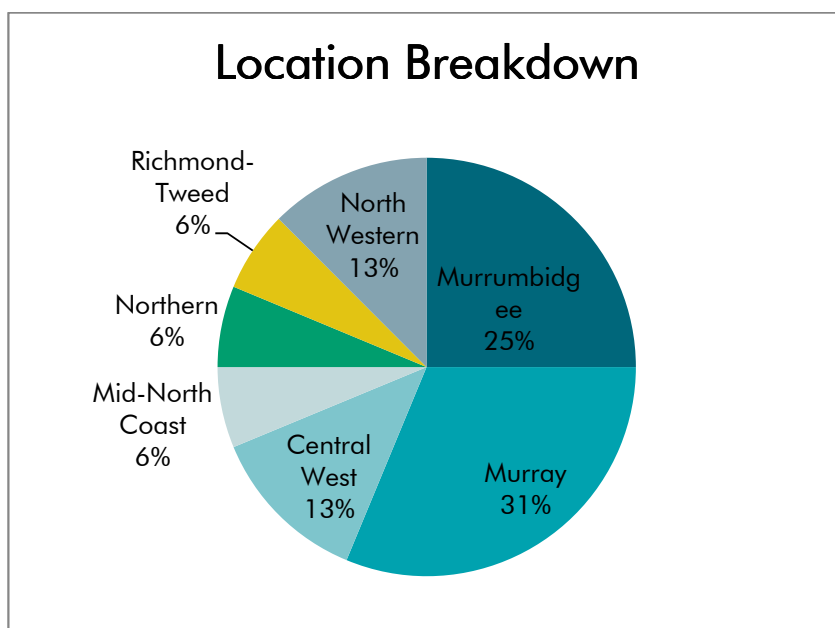 Location Breakdown
Richmond-
Tweed
6%
North
Western
13%
Murrumbidg
ee
25%
Northern
6%
Mid-North
Coast
6%
Central
West
13%
Murray
31%